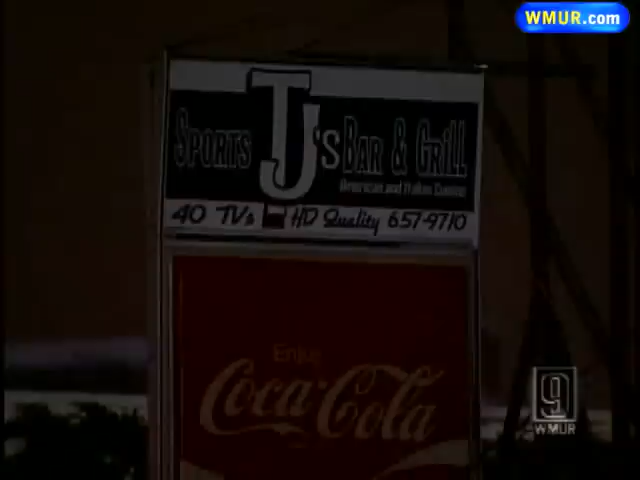 WMUR.com
SPORTS TJ'S BAR & GRILL
American and Italian Cuisine
40 TVs HD Quality 657-9710
Enjoy
Coca-Cola
9
WMUR